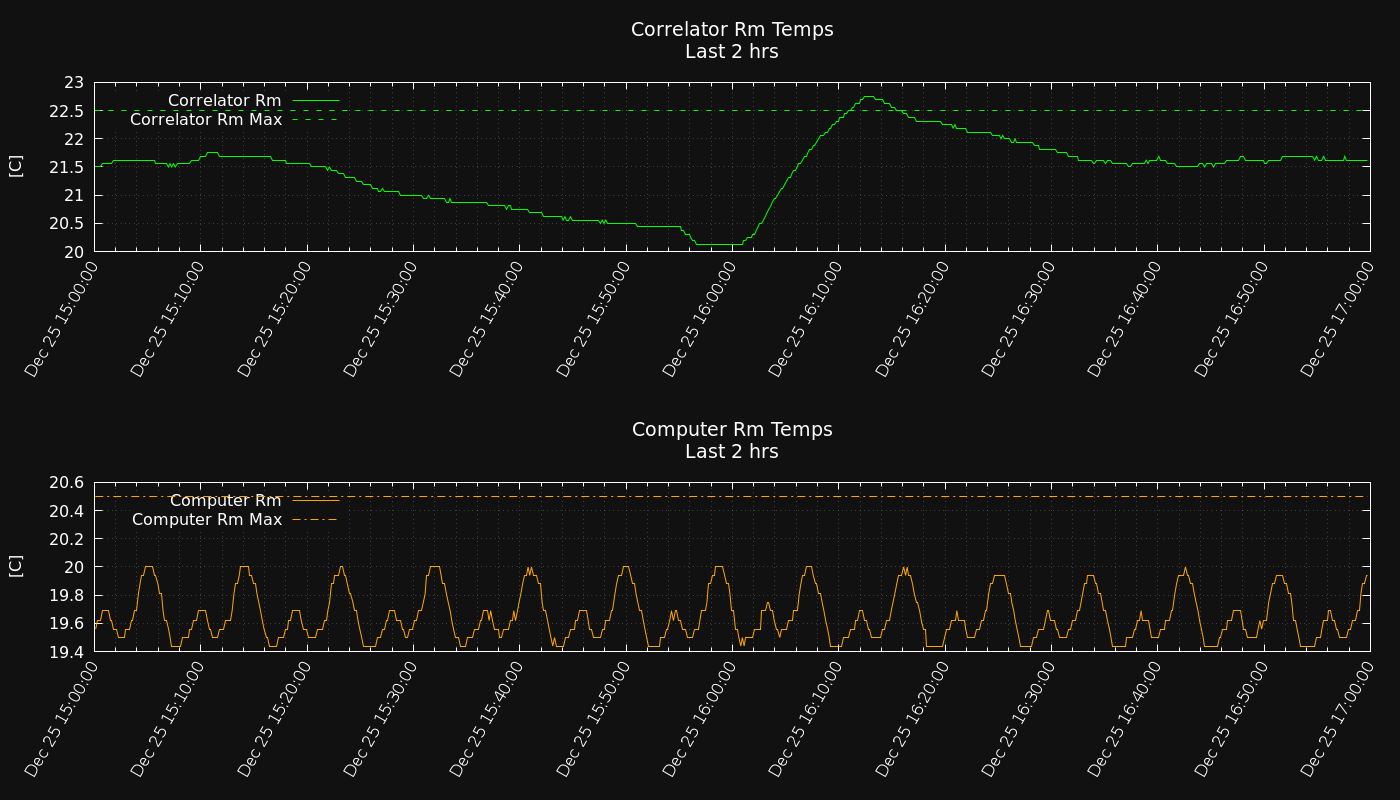 Correlator Rm Temps
Last 2 hrs
23
22.5
22
21.5
21
20.5
20
[C]
Correlator Rm
Correlator Rm Max
Dec 25 15:00:00
Dec 25 15:10:00
Dec 25 15:20:00
Dec 25 15:30:00
Dec 25 15:40:00
Dec 25 15:50:00
Dec 25 16:00:00
Dec 25 16:10:00
Dec 25 16:20:00
Dec 25 16:30:00
Dec 25 16:40:00
Dec 25 16:50:00
Dec 25 17:00:00
Computer Rm Temps
Last 2 hrs
20.6
20.4
20.2
20
19.8
19.6
19.4
[C]
Computer Rm
Computer Rm Max
Dec 25 15:00:00
Dec 25 15:10:00
Dec 25 15:20:00
Dec 25 15:30:00
Dec 25 15:40:00
Dec 25 15:50:00
Dec 25 16:00:00
Dec 25 16:10:00
Dec 25 16:20:00
Dec 25 16:30:00
Dec 25 16:40:00
Dec 25 16:50:00
Dec 25 17:00:00